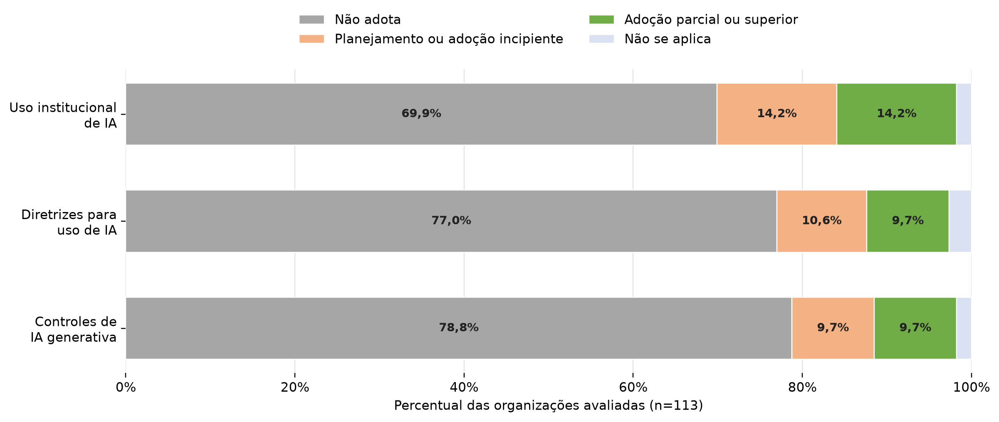 Não adota
Planejamento ou adoção incipiente
Adoção parcial ou superior
Não se aplica
Uso institucional
de IA
69,9%
14,2%
14,2%
Diretrizes para
uso de IA
77,0%
10,6%
9,7%
Controles de
IA generativa
78,8%
9,7%
9,7%
0%
20%
40%
60%
80%
100%
Percentual das organizações avaliadas (n=113)